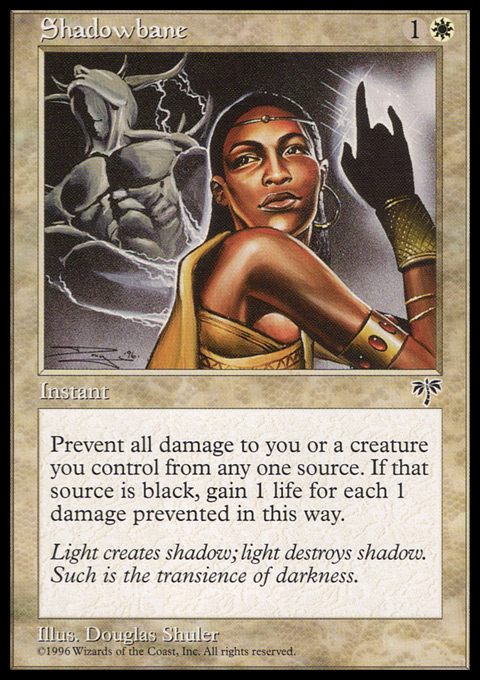 Shadowbane 1
Instant
Prevent all damage to you or a creature
you control from any one source. If that
source is black, gain 1 life for each 1
damage prevented in this way.
Light creates shadow; light destroys shadow.
Such is the transience of darkness.
Illus. Douglas Shuler
©1996 Wizards of the Coast, Inc. All rights reserved.